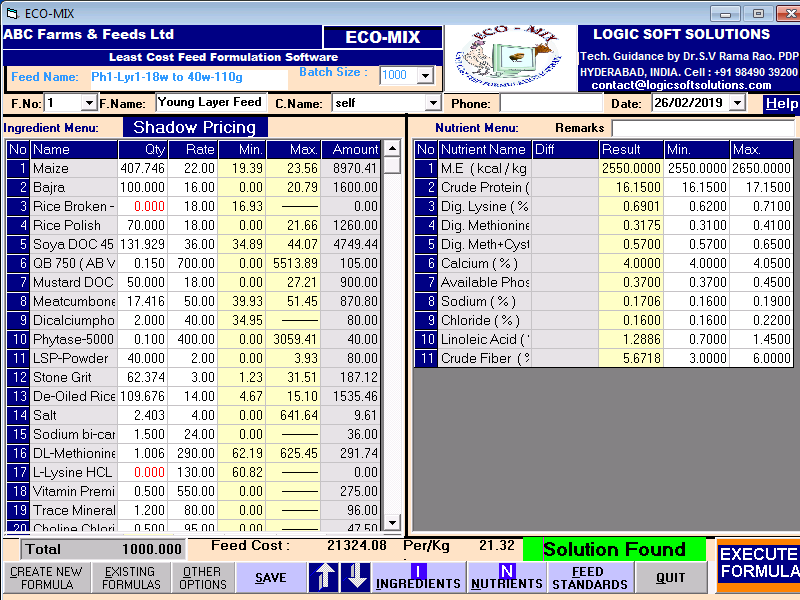 ECO-MIX
ABC Farms & Feeds Ltd
ECO-MIX
Least Cost Feed Formulation Software
Feed Name: Ph1-Lyr1-18w to 40w-110g
Batch Size : 1000
ECO - MIX
LOGIC SOFT SOLUTIONS
Tech. Guidance by Dr.S.V Rama Rao. PDP
HYDERABAD, INDIA. Cell : +91 98490 39200
contact@logicsoftsolutions.com
F.No: 1 F.Name: Young Layer Feed C.Name: self Phone: Date: 26/02/2019 Help
Ingredient Menu: Shadow Pricing
No Name Qty Rate Min. Max. Amount
1 Maize 407.746 22.00 19.39 23.56 8970.41
2 Bajra 100.000 16.00 0.00 20.79 1600.00
3 Rice Broken - 0.000 18.00 16.93 ——— 0.00
4 Rice Polish 70.000 18.00 0.00 21.66 1260.00
5 Soya DOC 45 131.929 36.00 34.89 44.07 4749.44
6 QB 750 ( AB V 0.150 700.00 0.00 5513.89 105.00
7 Mustard DOC 50.000 18.00 0.00 27.21 900.00
8 Meatcumbone 17.416 50.00 39.93 51.45 870.80
9 Dicalciumpho 2.000 40.00 34.95 ——— 80.00
10 Phytase-5000 0.100 400.00 0.00 3059.41 40.00
11 LSP-Powder 40.000 2.00 0.00 3.93 80.00
12 Stone Grit 62.374 3.00 1.23 31.51 187.12
13 De-Oiled Rice 109.676 14.00 4.67 15.10 1535.46
14 Salt 2.403 4.00 0.00 641.64 9.61
15 Sodium bi-car 1.500 24.00 0.00 ——— 36.00
16 DL-Methionine 1.006 290.00 62.19 625.45 291.74
17 L-Lysine HCL 0.000 130.00 60.82 ——— 0.00
18 Vitamin Premi 0.500 550.00 0.00 ——— 275.00
19 Trace Mineral 1.200 80.00 0.00 ——— 96.00
20 Choline Chlori 0.500 95.00 0.00 ——— 47.50
Nutrient Menu: Remarks
No Nutrient Name Diff Result Min. Max.
1 M.E ( kcal / kg 2550.0000 2550.0000 2650.0000
2 Crude Protein ( 16.1500 16.1500 17.1500
3 Dig. Lysine ( % 0.6901 0.6200 0.7100
4 Dig. Methionine 0.3175 0.3100 0.4100
5 Dig. Meth+Cyst 0.5700 0.5700 0.6500
6 Calcium ( % ) 4.0000 4.0000 4.0500
7 Available Phos 0.3700 0.3700 0.4500
8 Sodium ( % ) 0.1706 0.1600 0.1900
9 Chloride ( % ) 0.1600 0.1600 0.2200
10 Linoleic Acid ( 1.2886 0.7000 1.4500
11 Crude Fiber ( % 5.6718 3.0000 6.0000
Total 1000.000 Feed Cost : 21324.08 Per/Kg 21.32 Solution Found
CREATE NEW FORMULA
EXISTING FORMULAS
OTHER OPTIONS
SAVE
I INGREDIENTS
N NUTRIENTS
FEED STANDARDS
QUIT
EXECUTE FORMULA